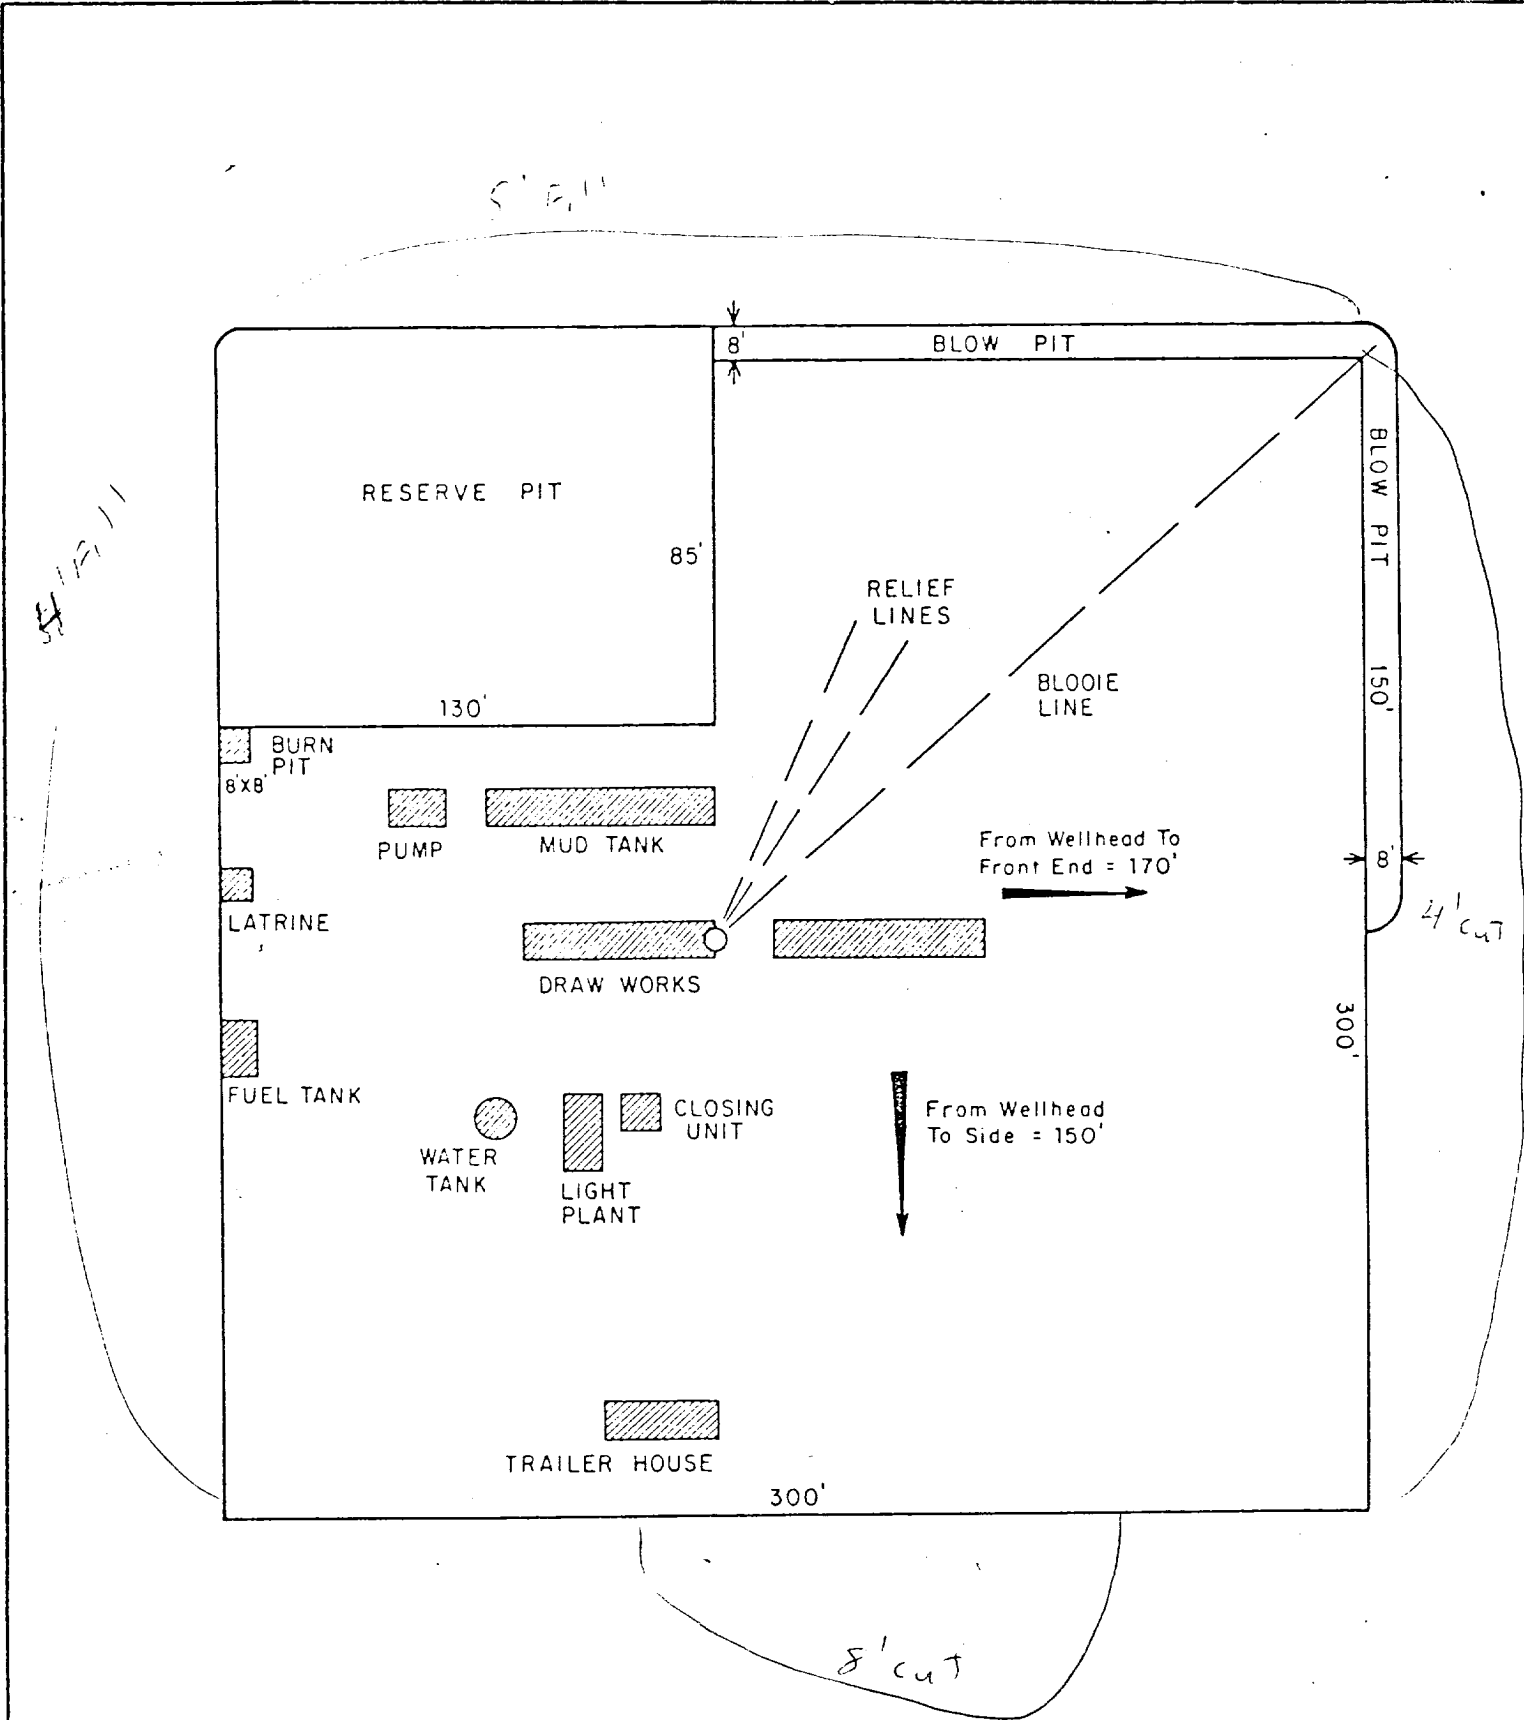 5' Fill
8'
BLOW PIT
BLOW PIT
RESERVE PIT
85'
RELIEF
LINES
BLOOIE
LINE
150'
130'
BURN
PIT
8'X8'
PUMP
MUD TANK
From Wellhead To
Front End = 170'
8'
LATRINE
4' cut
DRAW WORKS
300'
FUEL TANK
CLOSING
UNIT
From Wellhead
To Side = 150'
WATER
TANK
LIGHT
PLANT
TRAILER HOUSE
300'
8' cut